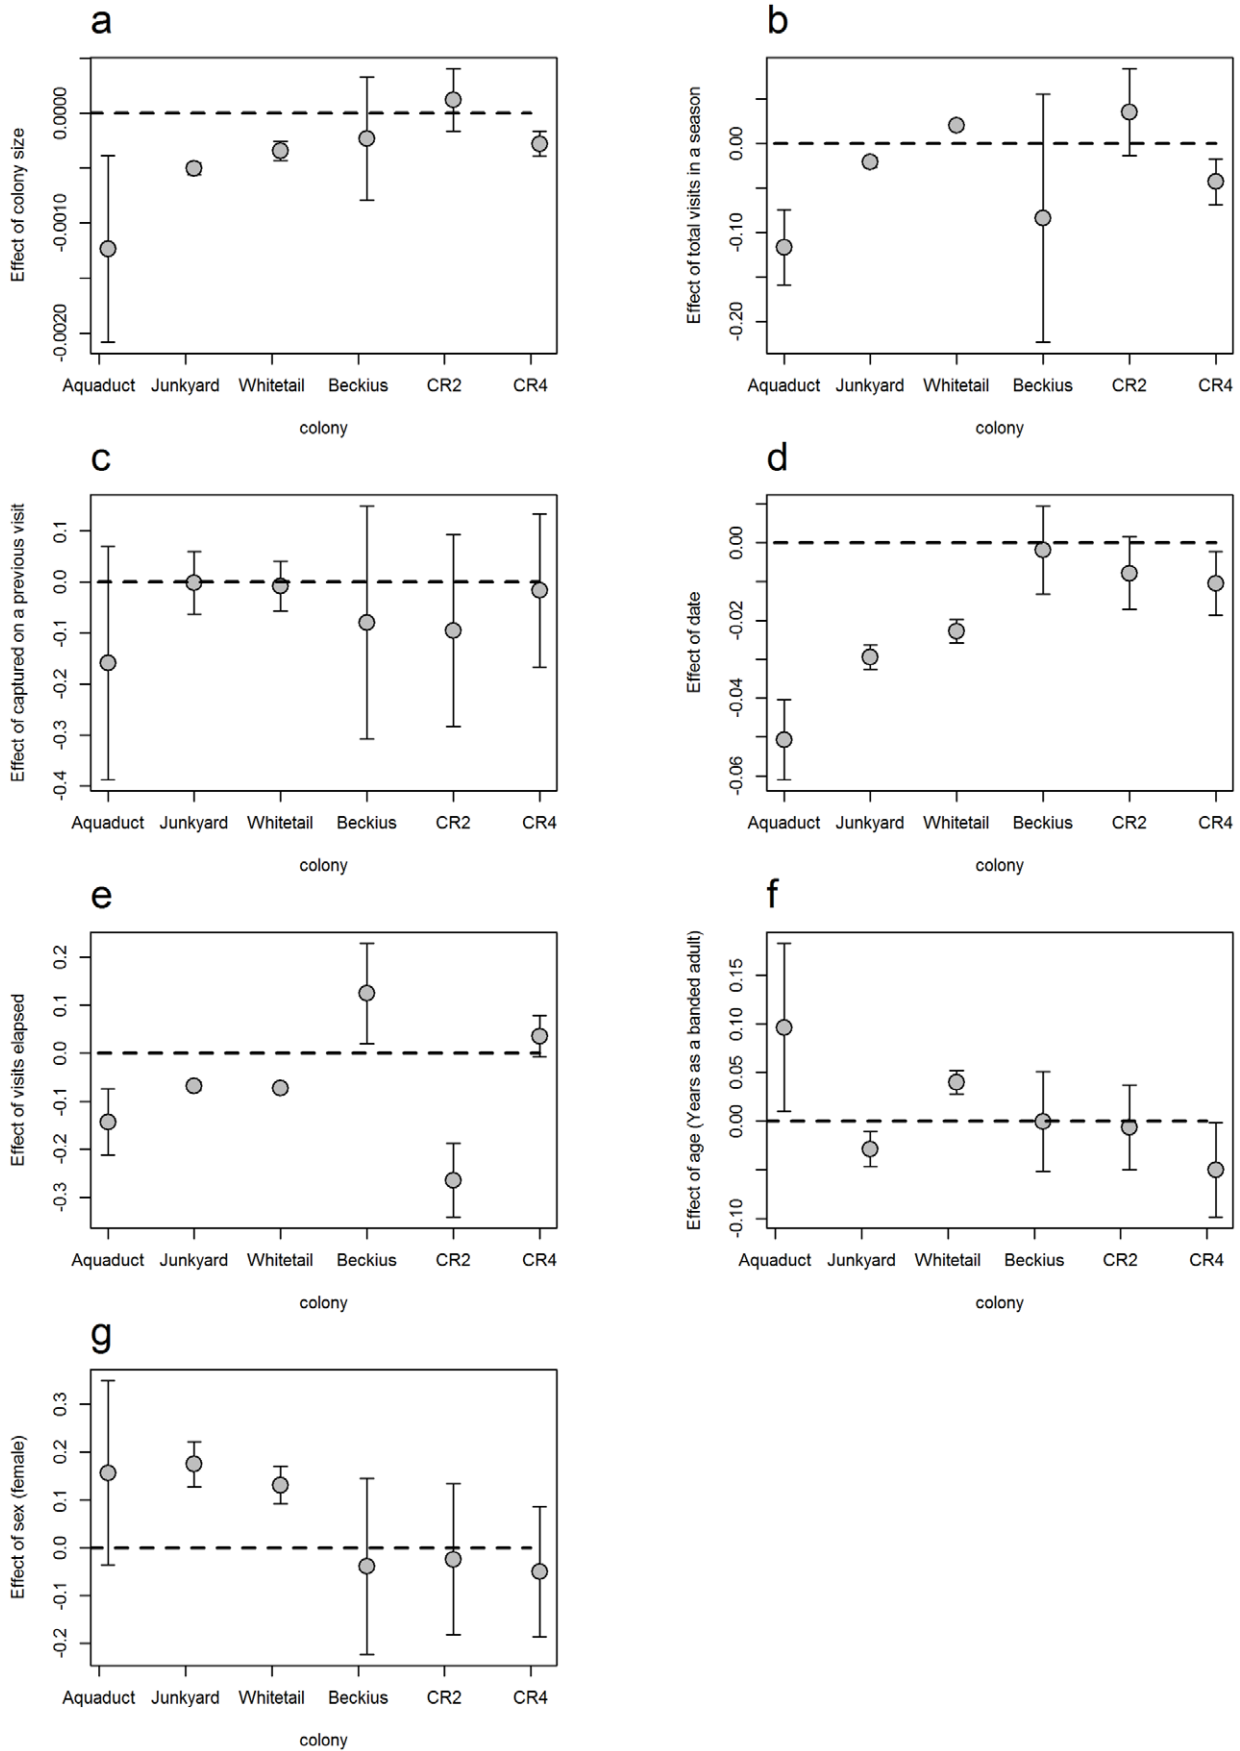 a
Effect of colony size
0.0000
-0.0010
-0.0020
Aquaduct Junkyard Whitetail Beckius CR2 CR4
colony
b
Effect of total visits in a season
0.00
-0.10
-0.20
Aquaduct Junkyard Whitetail Beckius CR2 CR4
colony
c
Effect of captured on a previous visit
0.1
0.0
-0.1
-0.2
-0.3
-0.4
Aquaduct Junkyard Whitetail Beckius CR2 CR4
colony
d
Effect of date
0.00
-0.02
-0.04
-0.06
Aquaduct Junkyard Whitetail Beckius CR2 CR4
colony
e
Effect of visits elapsed
0.2
0.1
0.0
-0.1
-0.2
-0.3
Aquaduct Junkyard Whitetail Beckius CR2 CR4
colony
f
Effect of age (Years as a banded adult)
0.15
0.10
0.05
0.00
-0.10
Aquaduct Junkyard Whitetail Beckius CR2 CR4
colony
g
Effect of sex (female)
0.3
0.2
0.1
0.0
-0.1
-0.2
Aquaduct Junkyard Whitetail Beckius CR2 CR4
colony